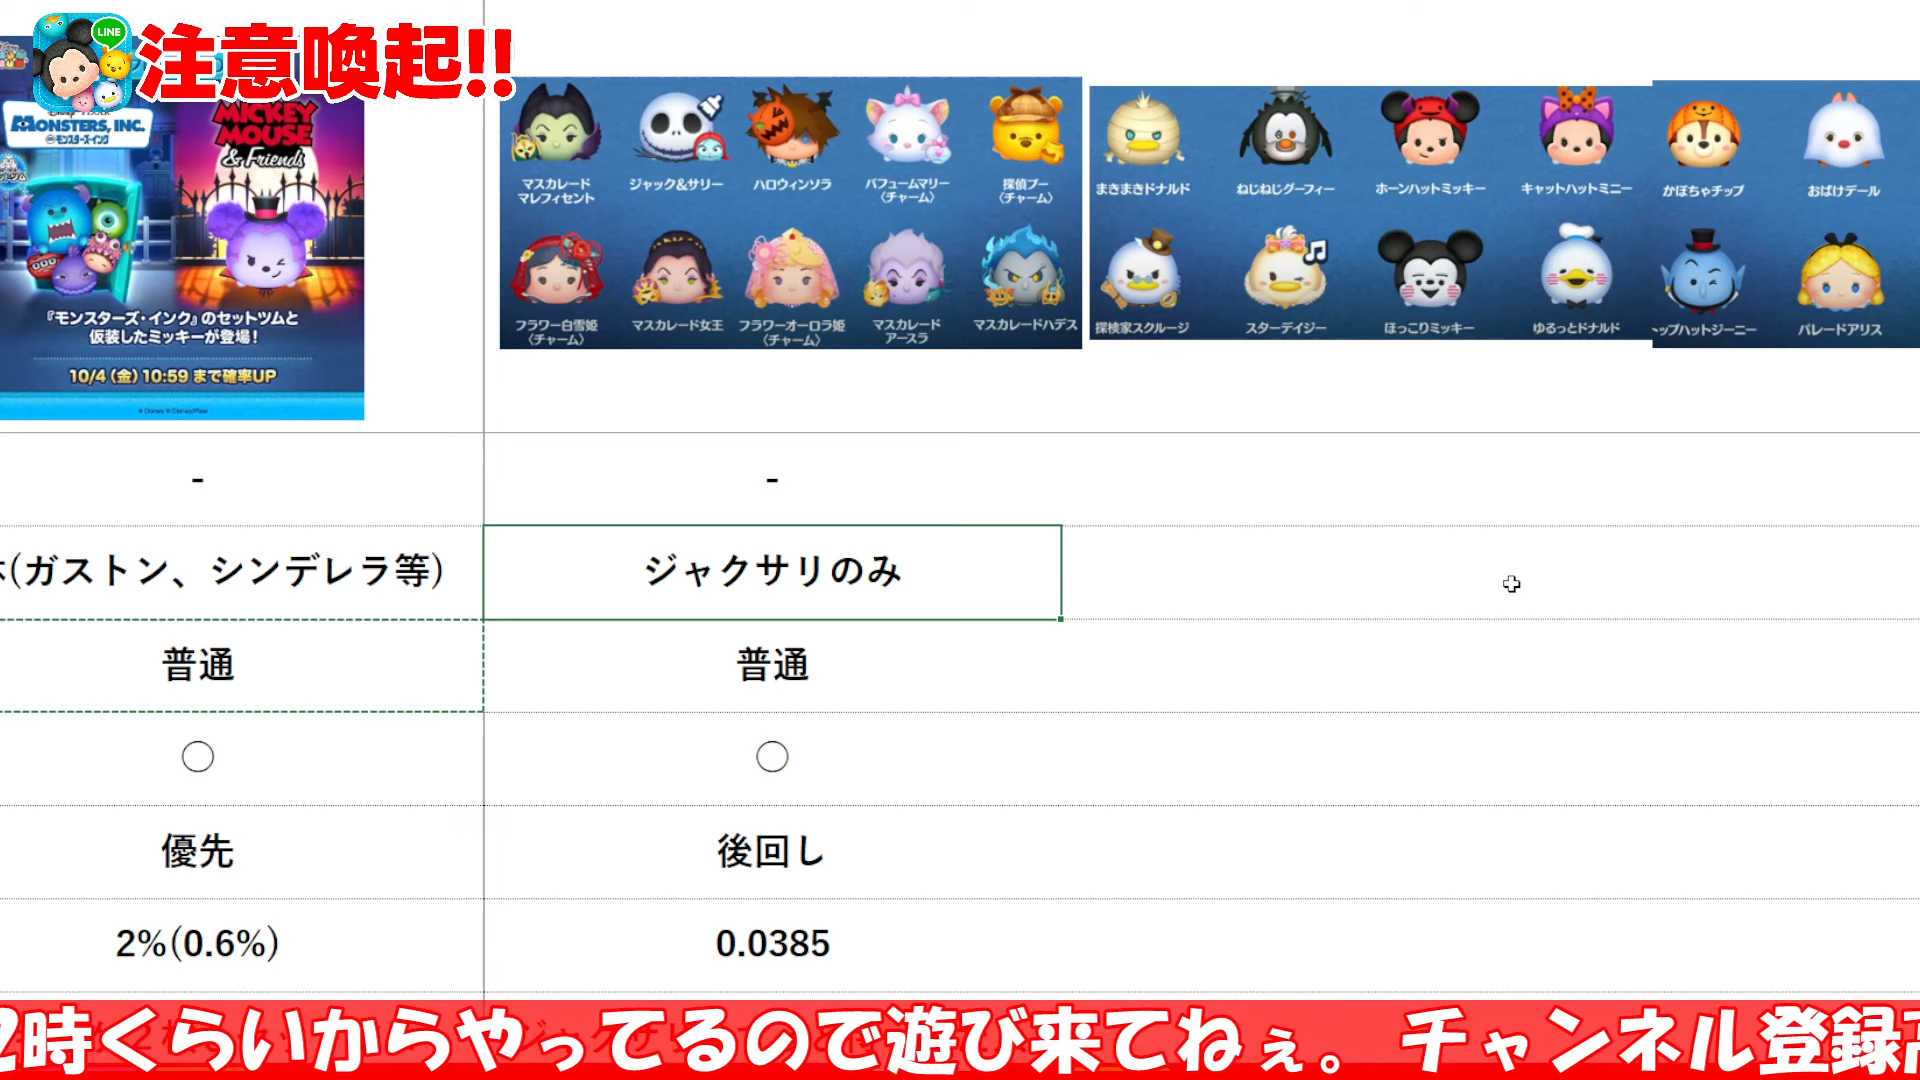 LINE
注意喚起!!
MONSTERS, INC.
モンスターズ・インク
MICKEY
MOUSE
& Friends
『モンスターズ・インク』のセットツムと
仮装したミッキーが登場！
10/4(金)10:59 まで確率UP
© Disney © Disney/Pixar
マスカレード
マレフィセント
ジャック&サリー
ハロウィンソラ
パフュームマリー
〈チャーム〉
探偵プー
〈チャーム〉
まきまきドナルド
ねじねじグーフィー
ホーンハットミッキー
キャットハットミニー
かぼちゃチップ
おばけデール
フラワー白雪姫
〈チャーム〉
マスカレード女王
フラワーオーロラ姫
〈チャーム〉
マスカレード
アースラ
マスカレードハデス
探検家スクルージ
スターデイジー
ほっこりミッキー
ゆるっとドナルド
ップハットジーニー
パレードアリス
-
-
(ガストン、シンデレラ等)
ジャクサリのみ
普通
普通
○
○
優先
後回し
2%(0.6%)
0.0385
2時くらいからやってるので遊び来てねぇ。 チャンネル登録